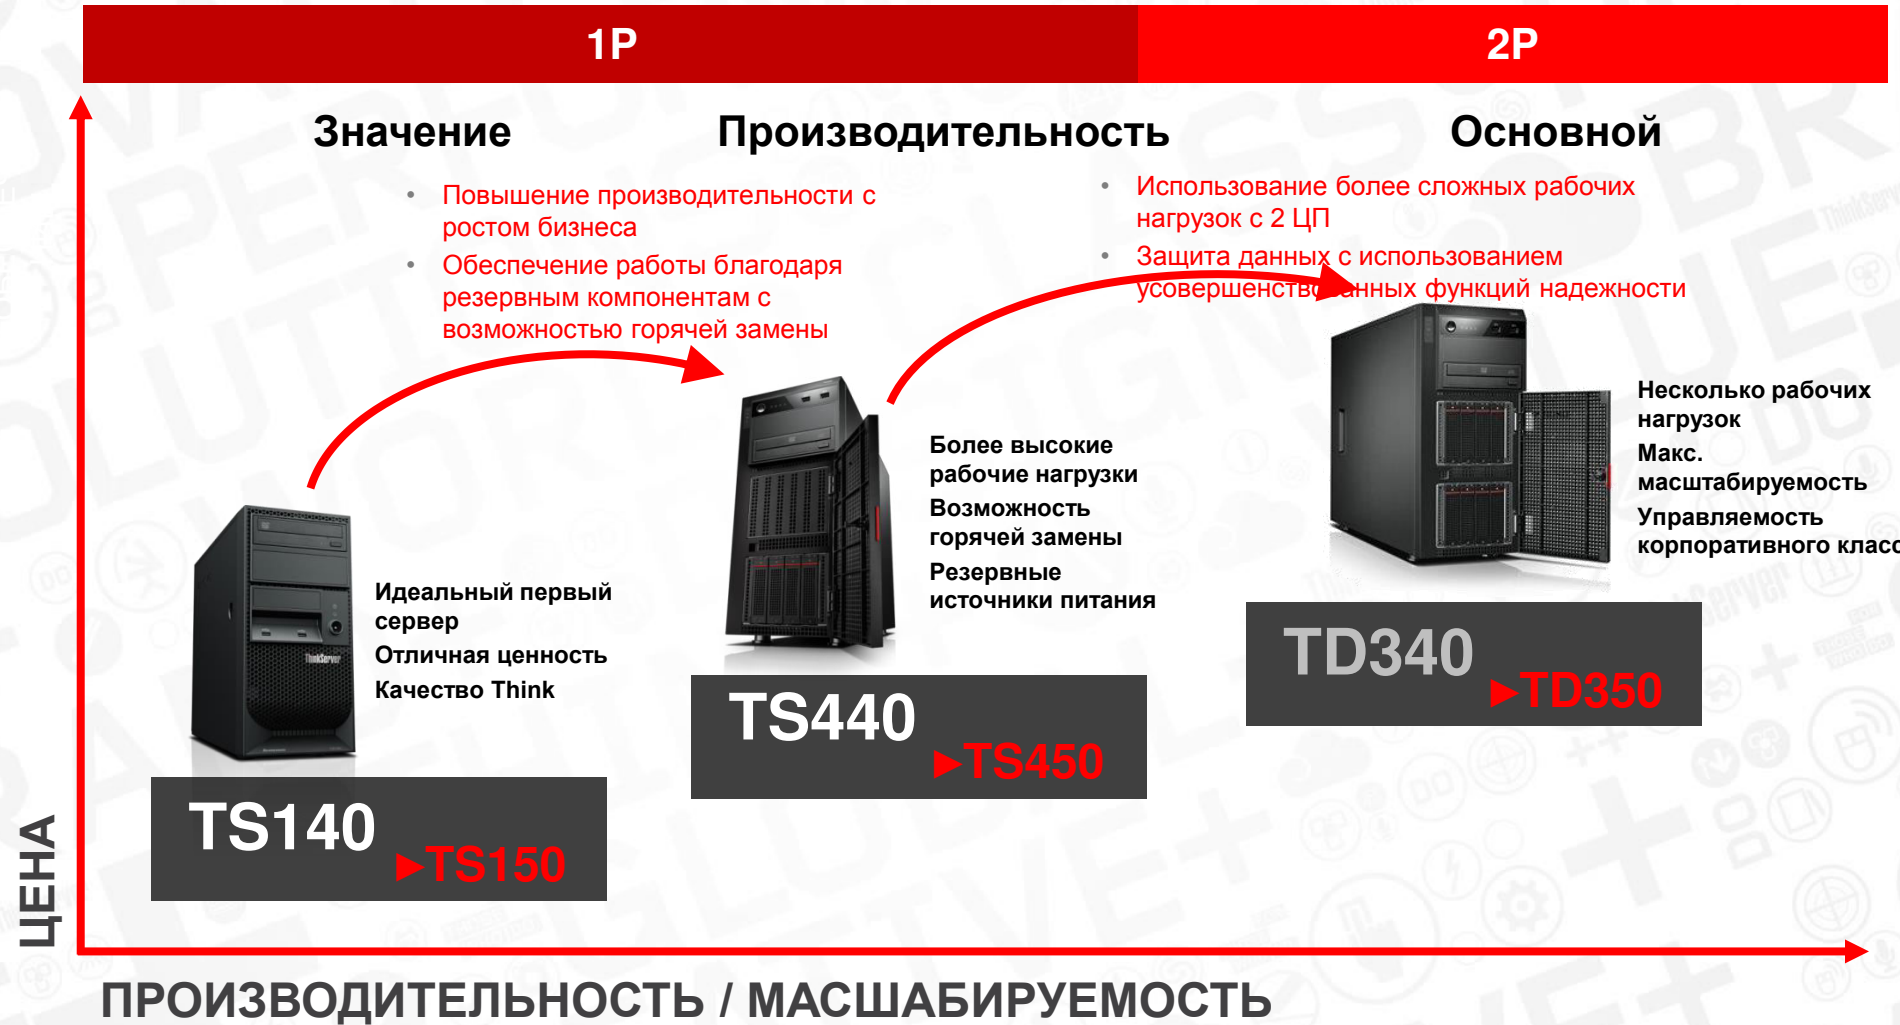 1P
2P
Значение
Производительность
Основной
• Повышение производительности с
ростом бизнеса
• Обеспечение работы благодаря
резервным компонентам с
возможностью горячей замены
• Использование более сложных рабочих
нагрузок с 2 ЦП
• Защита данных с использованием
усовершенствованных функций надежности
Идеальный первый
сервер
Отличная ценность
Качество Think
Более высокие
рабочие нагрузки
Возможность
горячей замены
Резервные
источники питания
Несколько рабочих
нагрузок
Макс.
масштабируемость
Управляемость
корпоративного класс
ThinkServer
TS140
►TS150
TS440
►TS450
TD340
►TD350
ЦЕНА
ПРОИЗВОДИТЕЛЬНОСТЬ / МАСШАБИРУЕМОСТЬ